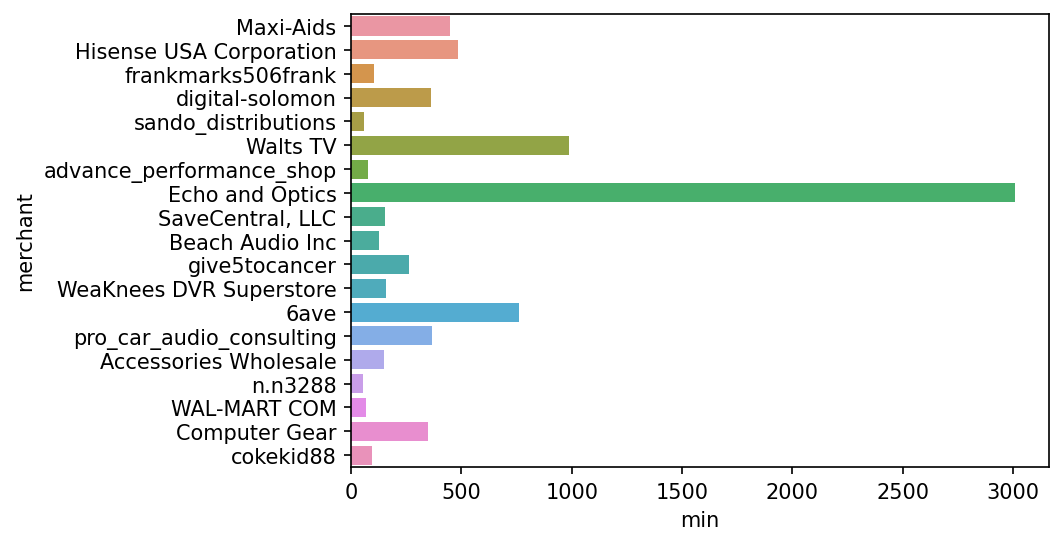 Maxi-Aids
Hisense USA Corporation
frankmarks506frank
digital-solomon
sando_distributions
Walts TV
advance_performance_shop
Echo and Optics
SaveCentral, LLC
Beach Audio Inc
give5tocancer
WeaKnees DVR Superstore
6ave
pro_car_audio_consulting
Accessories Wholesale
n.n3288
WAL-MART COM
Computer Gear
cokekid88
merchant
0 500 1000 1500 2000 2500 3000
min